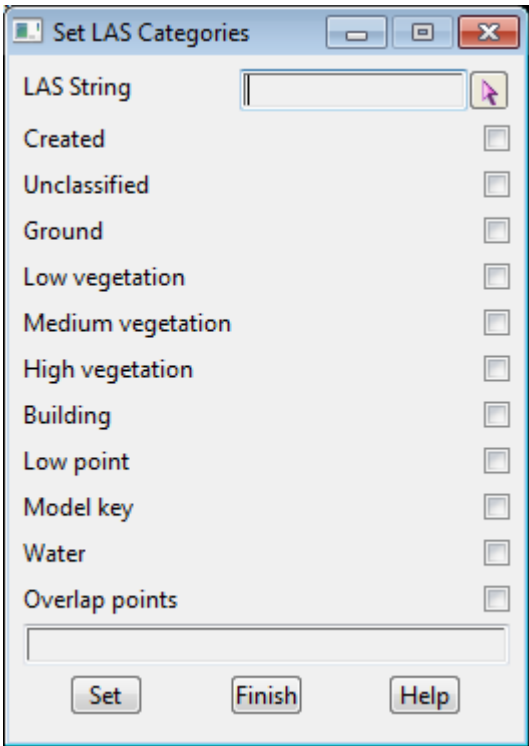 Set LAS Categories
LAS String
Created
Unclassified
Ground
Low vegetation
Medium vegetation
High vegetation
Building
Low point
Model key
Water
Overlap points
Set Finish Help